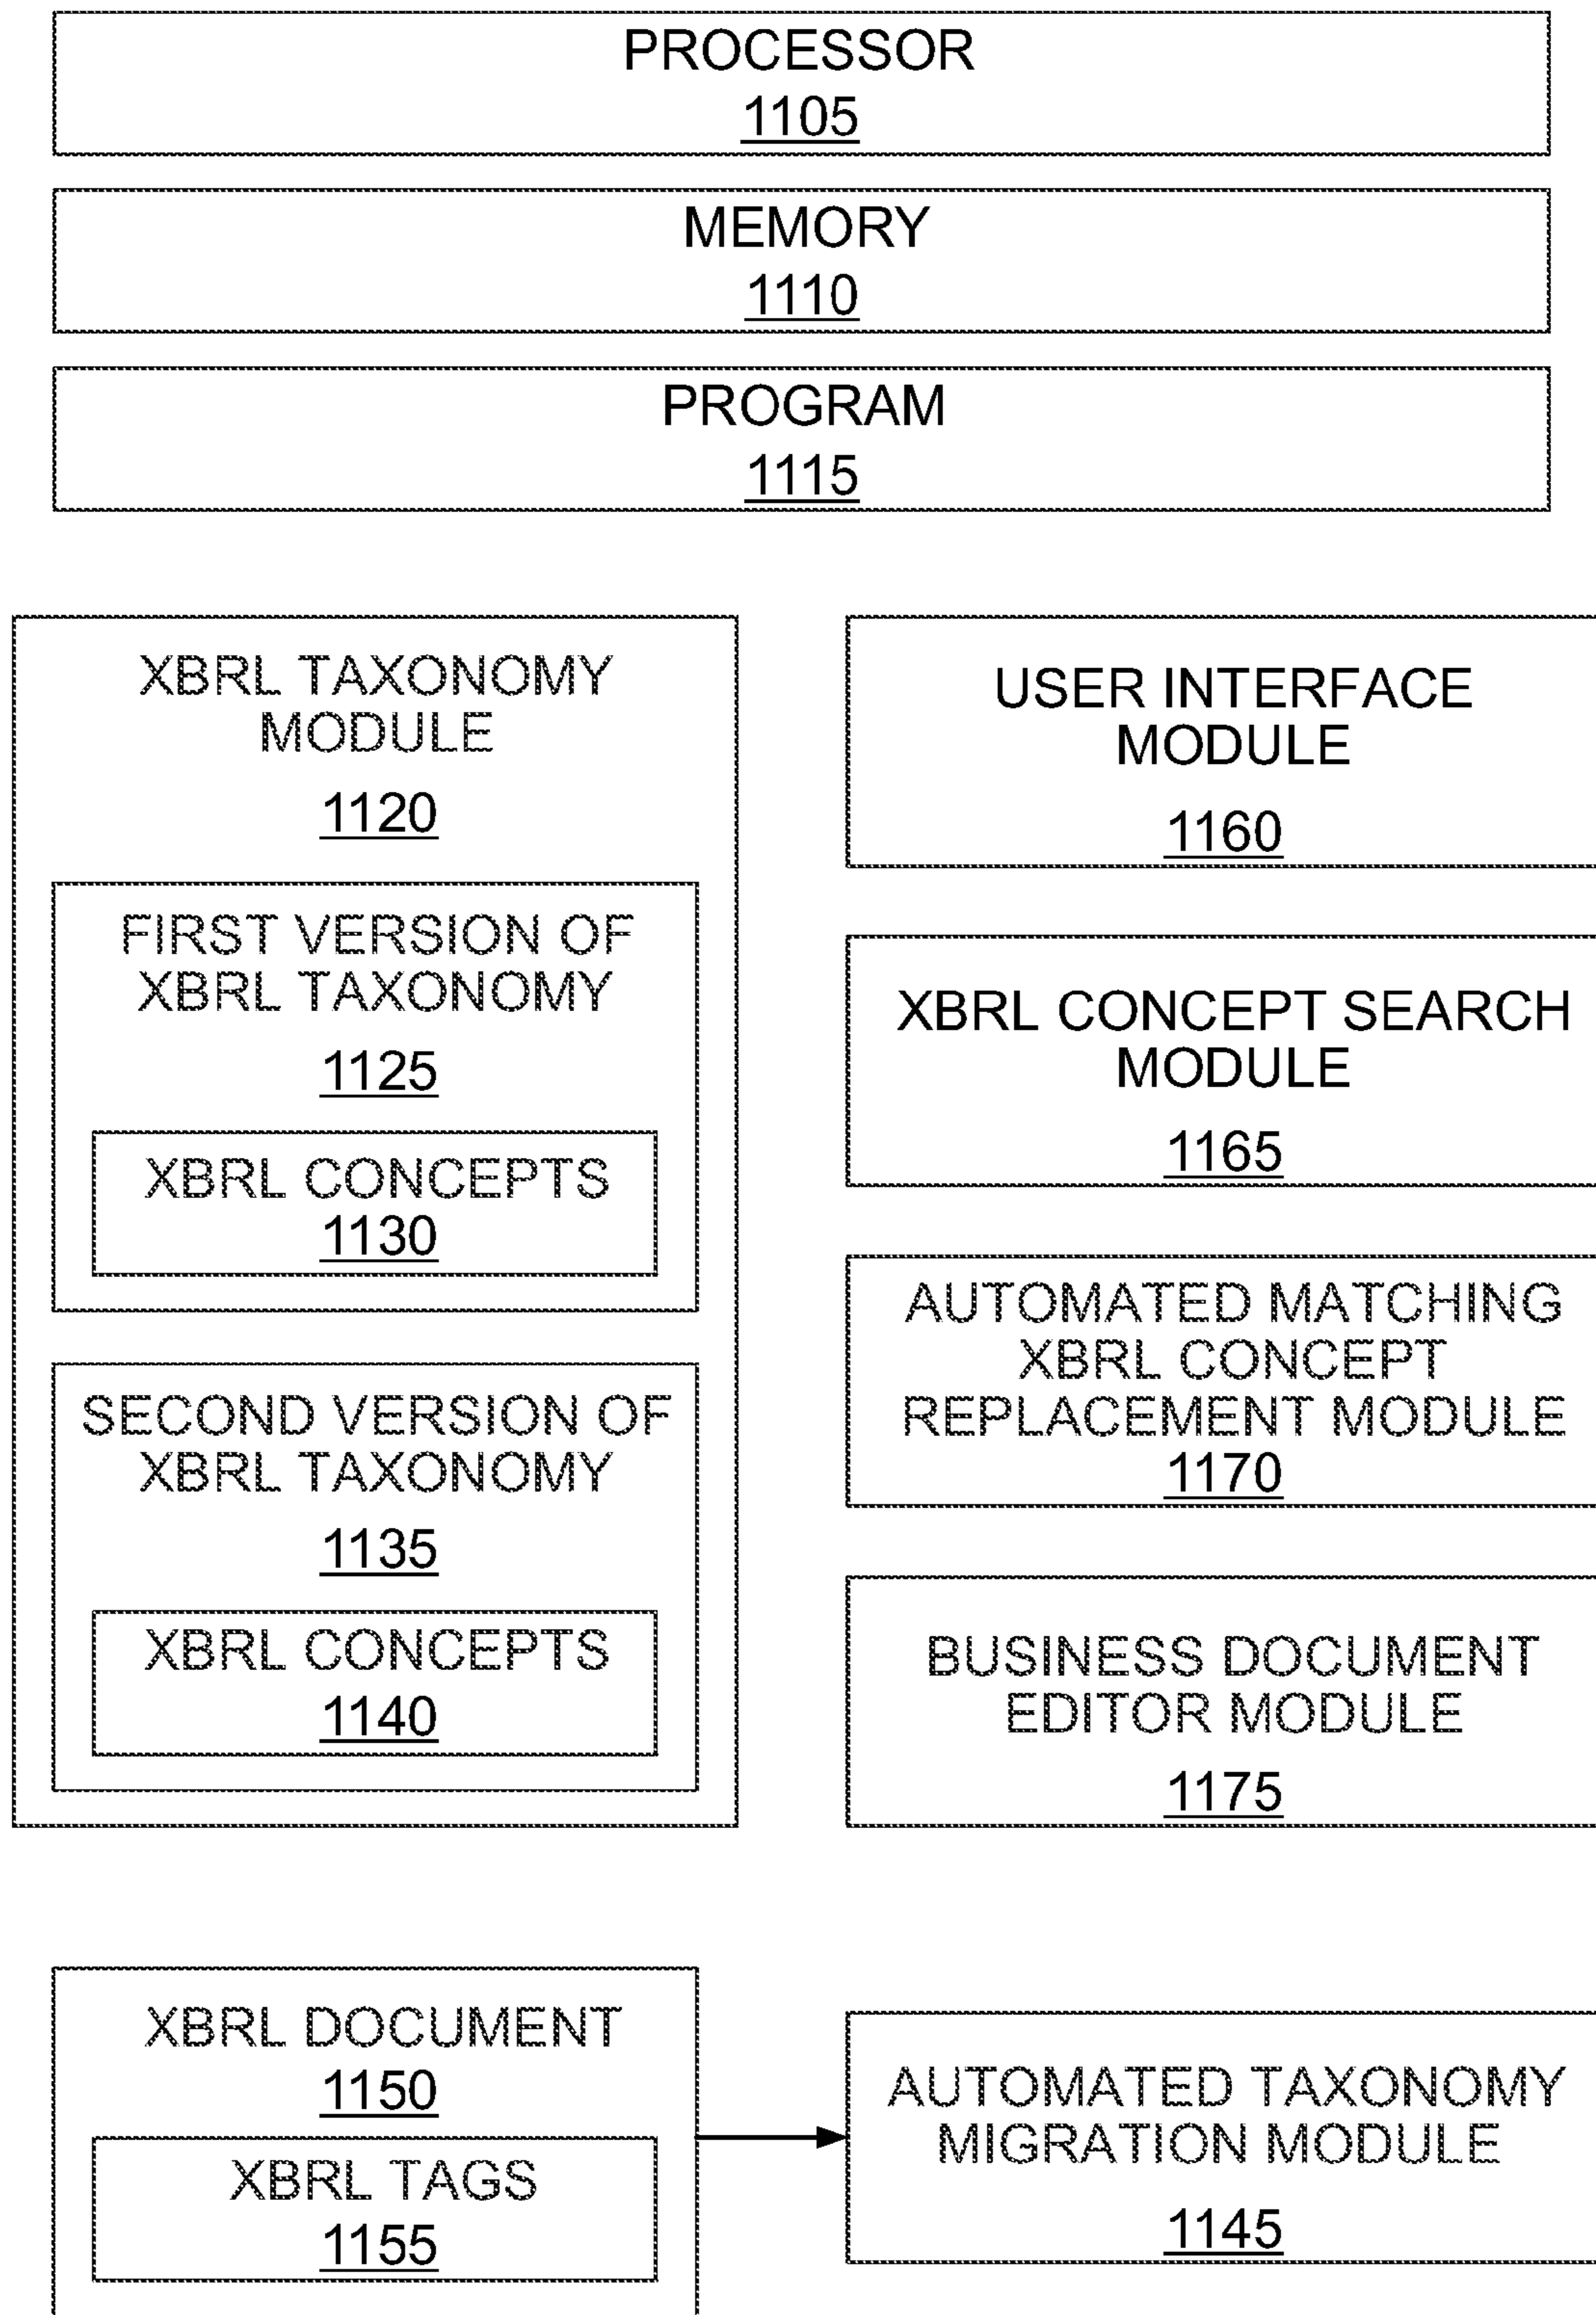 PROCESSOR
1105
MEMORY
1110
PROGRAM
1115
XBRL TAXONOMY
MODULE
1120
FIRST VERSION OF
XBRL TAXONOMY
1125
XBRL CONCEPTS
1130
SECOND VERSION OF
XBRL TAXONOMY
1135
XBRL CONCEPTS
1140
USER INTERFACE
MODULE
1160
XBRL CONCEPT SEARCH
MODULE
1165
AUTOMATED MATCHING
XBRL CONCEPT
REPLACEMENT MODULE
1170
BUSINESS DOCUMENT
EDITOR MODULE
1175
XBRL DOCUMENT
1150
XBRL TAGS
1155
AUTOMATED TAXONOMY
MIGRATION MODULE
1145